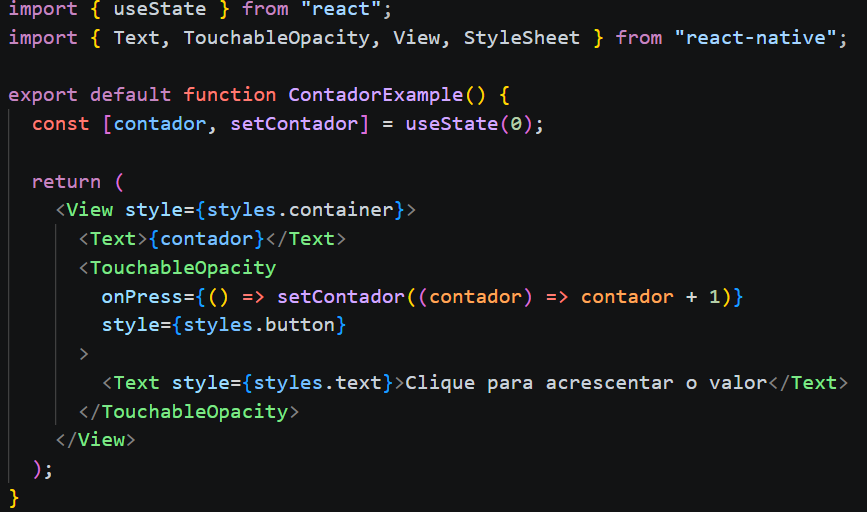 import { useState } from "react";
import { Text, TouchableOpacity, View, StyleSheet } from "react-native";
export default function ContadorExample() {
const [contador, setContador] = useState(0);
return (
<View style={styles.container}>
<Text>{contador}</Text>
<TouchableOpacity
onPress={() => setContador((contador) => contador + 1)}
style={styles.button}
>
<Text style={styles.text}>Clique para acrescentar o valor</Text>
</TouchableOpacity>
</View>
);
}